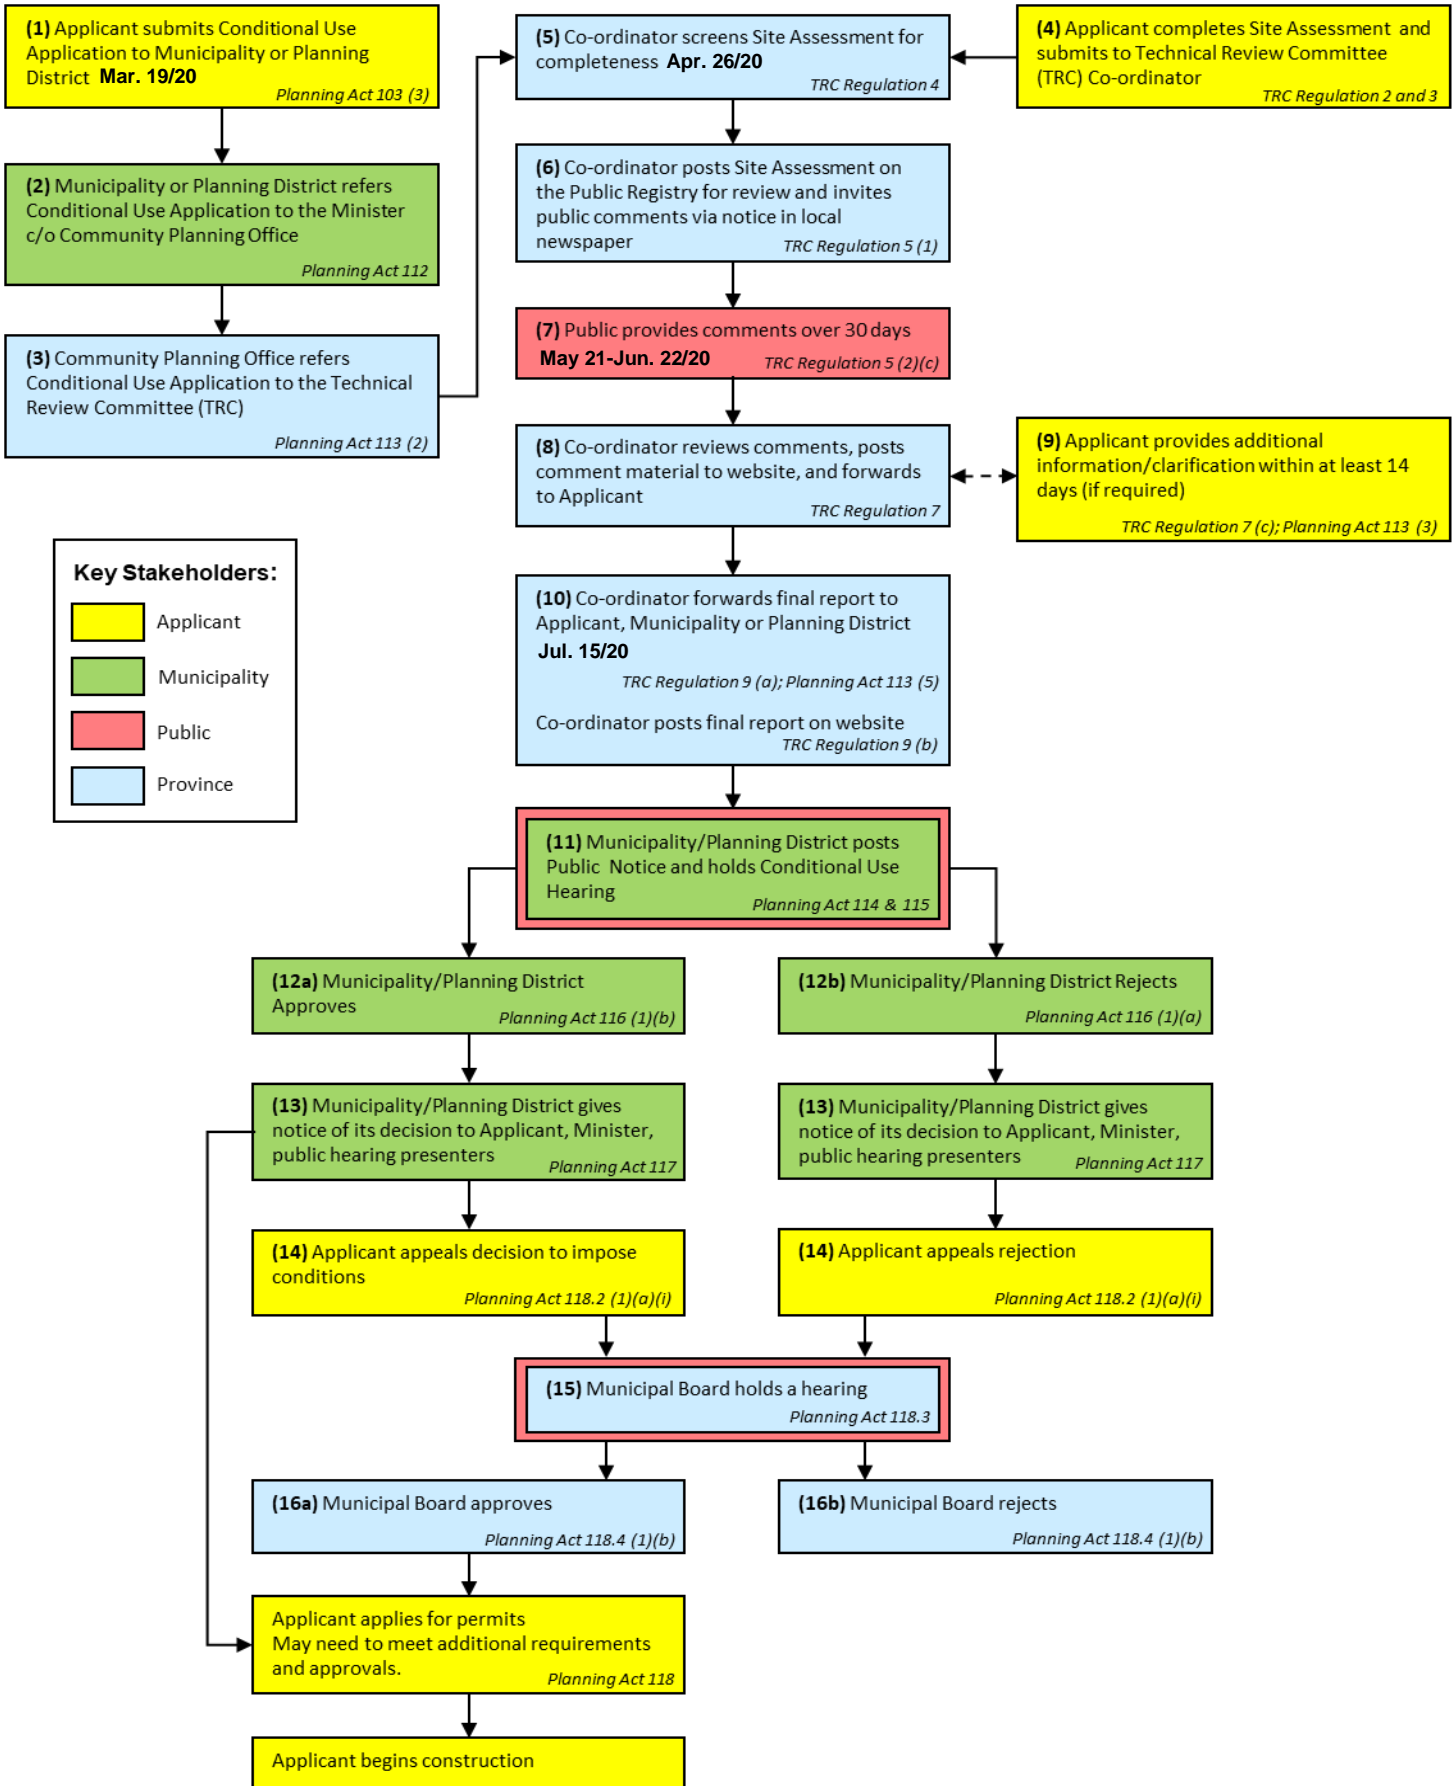 (1) Applicant submits Conditional Use
Application to Municipality or Planning
District Mar. 19/20
Planning Act 103 (3)
(2) Municipality or Planning District refers
Conditional Use Application to the Minister
c/o Community Planning Office
Planning Act 112
(3) Community Planning Office refers
Conditional Use Application to the Technical
Review Committee (TRC)
Planning Act 113 (2)
(4) Applicant completes Site Assessment and
submits to Technical Review Committee
(TRC) Co-ordinator
TRC Regulation 2 and 3
(5) Co-ordinator screens Site Assessment for
completeness Apr. 26/20
TRC Regulation 4
(6) Co-ordinator posts Site Assessment on
the Public Registry for review and invites
public comments via notice in local
newspaper
TRC Regulation 5 (1)
(7) Public provides comments over 30 days
May 21-Jun. 22/20 TRC Regulation 5 (2)(c)
(8) Co-ordinator reviews comments, posts
comment material to website, and forwards
to Applicant
TRC Regulation 7
(9) Applicant provides additional
information/clarification within at least 14
days (if required)
TRC Regulation 7 (c); Planning Act 113 (3)
Key Stakeholders:
Applicant
Municipality
Public
Province
(10) Co-ordinator forwards final report to
Applicant, Municipality or Planning District
Jul. 15/20
TRC Regulation 9 (a); Planning Act 113 (5)
Co-ordinator posts final report on website
TRC Regulation 9 (b)
(11) Municipality/Planning District posts
Public Notice and holds Conditional Use
Hearing
Planning Act 114 & 115
(12a) Municipality/Planning District
Approves
Planning Act 116 (1)(b)
(12b) Municipality/Planning District Rejects
Planning Act 116 (1)(a)
(13) Municipality/Planning District gives
notice of its decision to Applicant, Minister,
public hearing presenters
Planning Act 117
(13) Municipality/Planning District gives
notice of its decision to Applicant, Minister,
public hearing presenters
Planning Act 117
(14) Applicant appeals decision to impose
conditions
Planning Act 118.2 (1)(a)(i)
(14) Applicant appeals rejection
Planning Act 118.2 (1)(a)(i)
(15) Municipal Board holds a hearing
Planning Act 118.3
(16a) Municipal Board approves
Planning Act 118.4 (1)(b)
(16b) Municipal Board rejects
Planning Act 118.4 (1)(b)
Applicant applies for permits
May need to meet additional requirements
and approvals.
Planning Act 118
Applicant begins construction